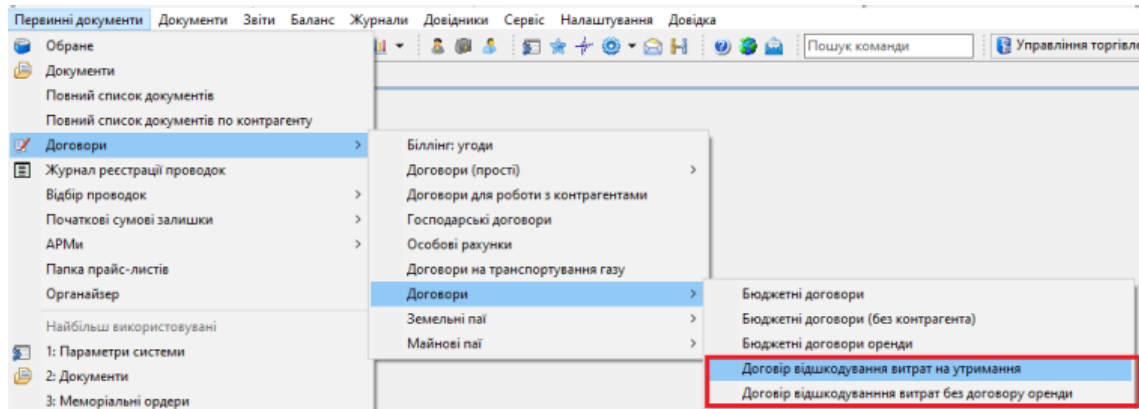 Первинні документи Документи Звіти Баланс Журнали Довідники Сервіс Налаштування Довідка
Обране
Пошук команди
Управління торгівле
Документи
Повний список документів
Повний список документів по контрагенту
Договори
Журнал реєстрації проводок
Відбір проводок
Початкові сумові залишки
АРМи
Папка прайс-листів
Органайзер
Найбільш використовувані
1: Параметри системи
2: Документи
3: Меморіальні ордери
Біллінг: угоди
Договори (прості)
Договори для роботи з контрагентами
Господарські договори
Особові рахунки
Договори на транспортування газу
Договори
Земельні паї
Майнові паї
Бюджетні договори
Бюджетні договори (без контрагента)
Бюджетні договори оренди
Договір відшкодування витрат на утримання
Договір відшкодуванння витрат без договору оренди